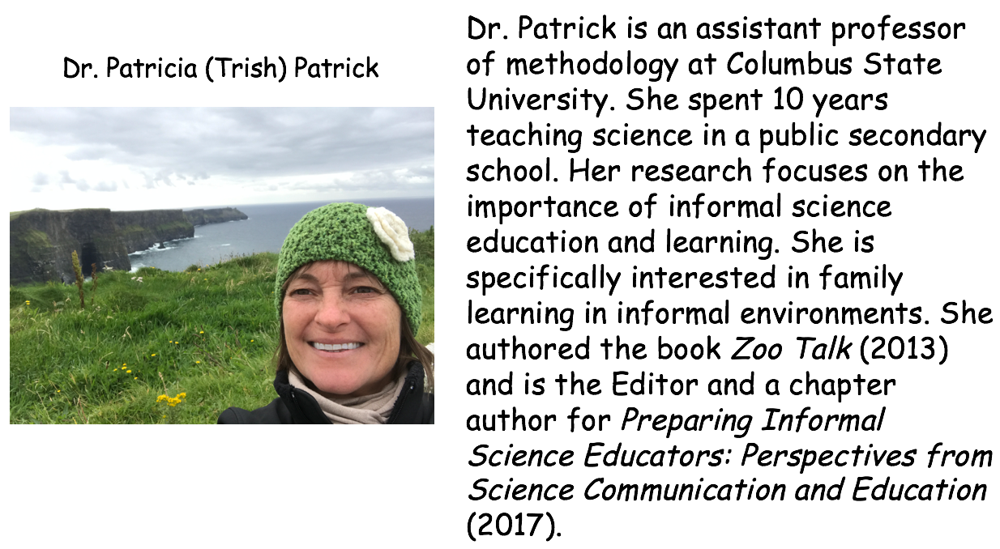 Dr. Patricia (Trish) Patrick
Dr. Patrick is an assistant professor
of methodology at Columbus State
University. She spent 10 years
teaching science in a public secondary
school. Her research focuses on the
importance of informal science
education and learning. She is
specifically interested in family
learning in informal environments. She
authored the book Zoo Talk (2013)
and is the Editor and a chapter
author for Preparing Informal
Science Educators: Perspectives from
Science Communication and Education
(2017).